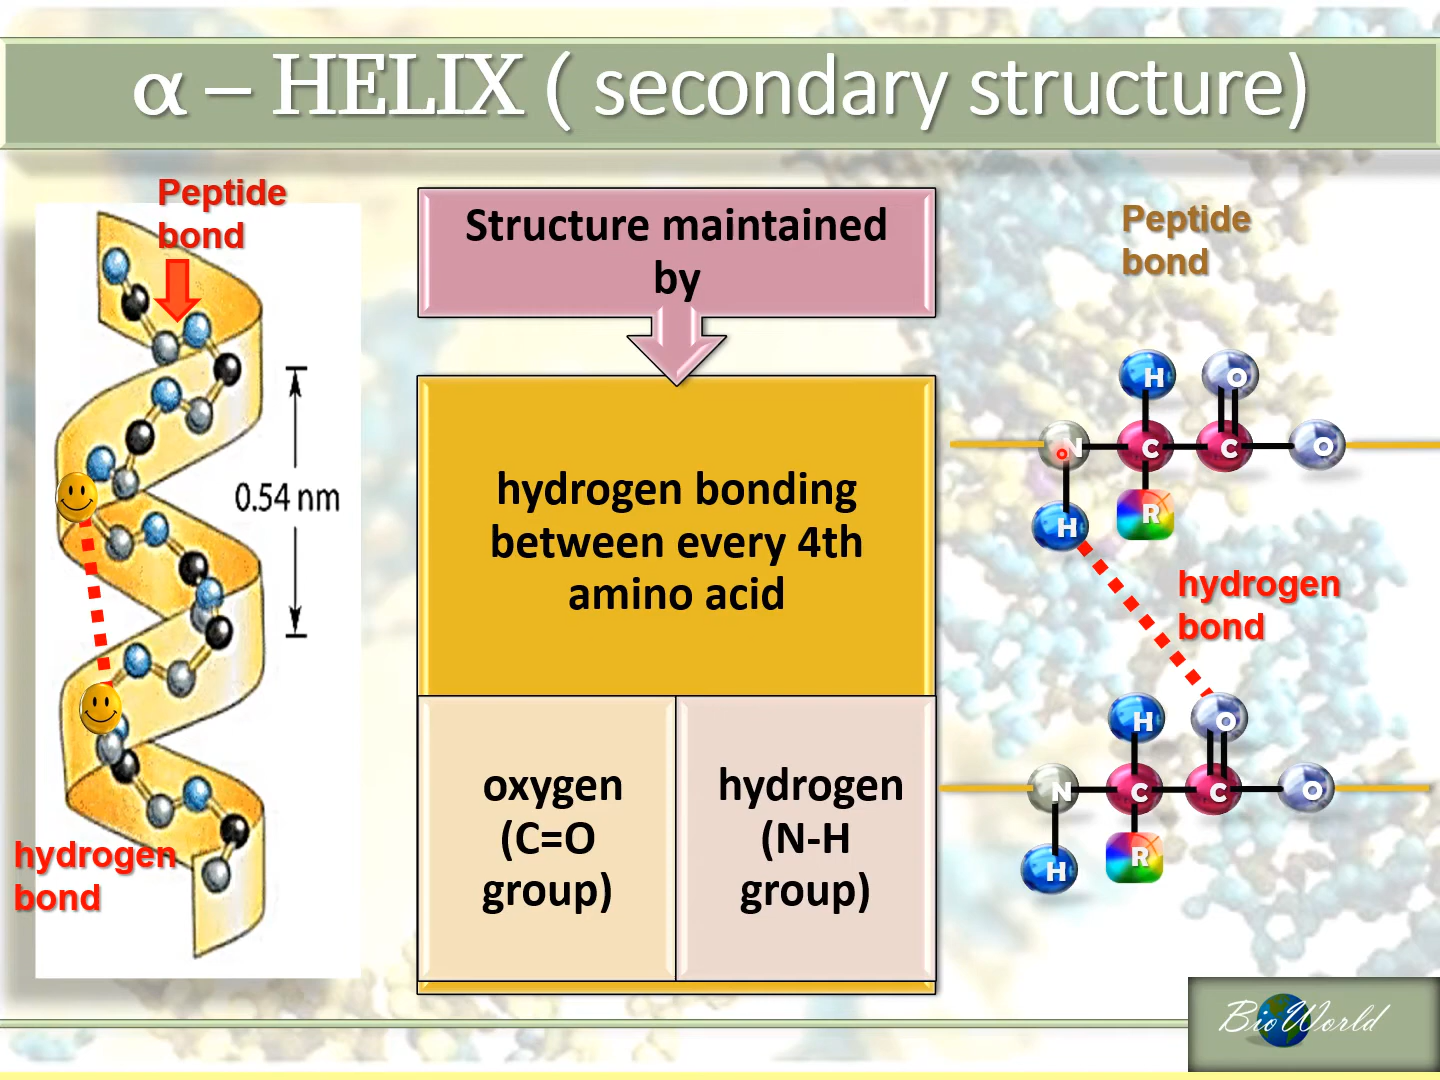 α – HELIX ( secondary structure)
Peptide
bond
0.54 nm
hydrogen
bond
Structure maintained
by
hydrogen bonding
between every 4th
amino acid
oxygen
(C=O
group)
hydrogen
(N-H
group)
Peptide
bond
H O
N C C O
H R
hydrogen
bond
H O
N C C O
H R
BioWorld